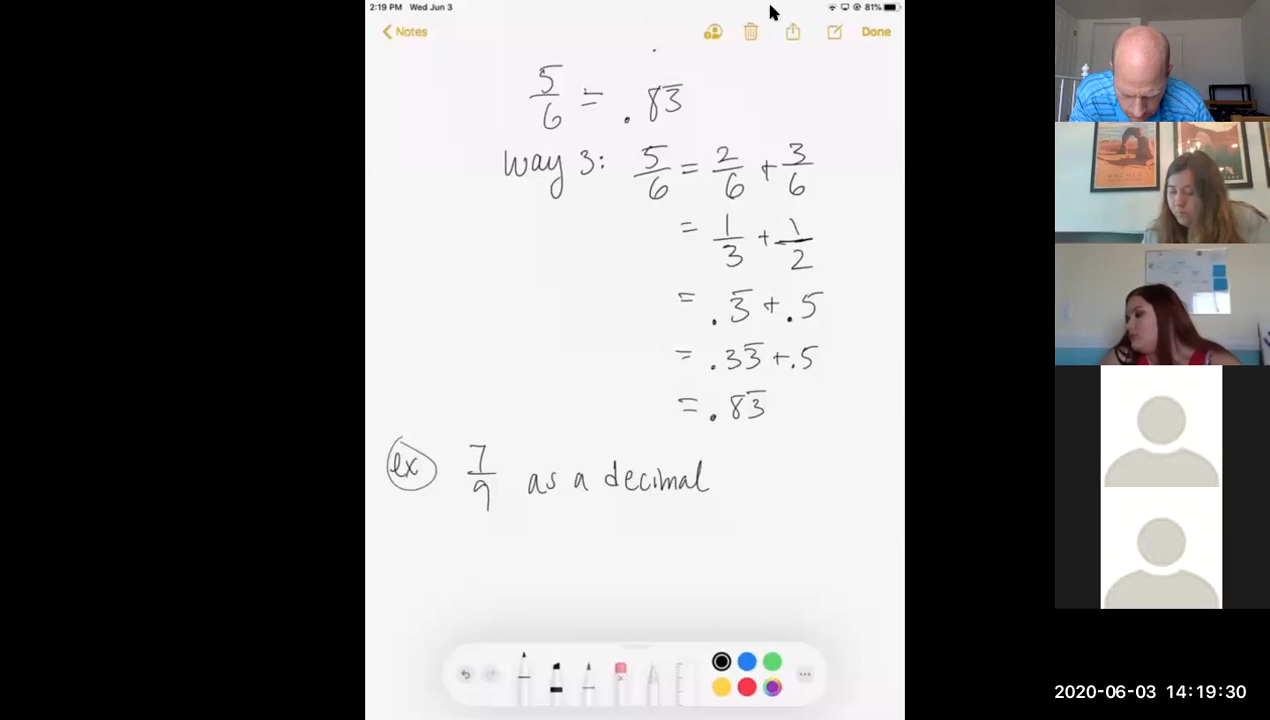 2:19 PM Wed Jun 3
81%
Notes
Done
5/6 = .83̅
Way 3: 5/6 = 2/6 + 3/6
= 1/3 + 1/2
= .3̅ + .5
= .33̅ + .5
= .83̅
ex 7/9 as a decimal
2020-06-03 14:19:30